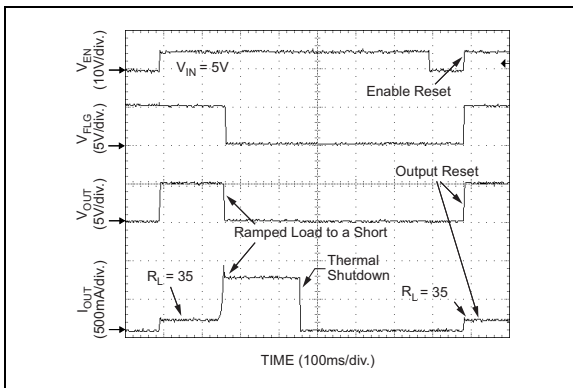 V_EN
(10V/div.)
V_IN = 5V
Enable Reset
V_FLG
(5V/div.)
Output Reset
V_OUT
(5V/div.)
Ramped Load to a Short
Thermal
Shutdown
R_L = 35
R_L = 35
I_OUT
(500mA/div.)
TIME (100ms/div.)